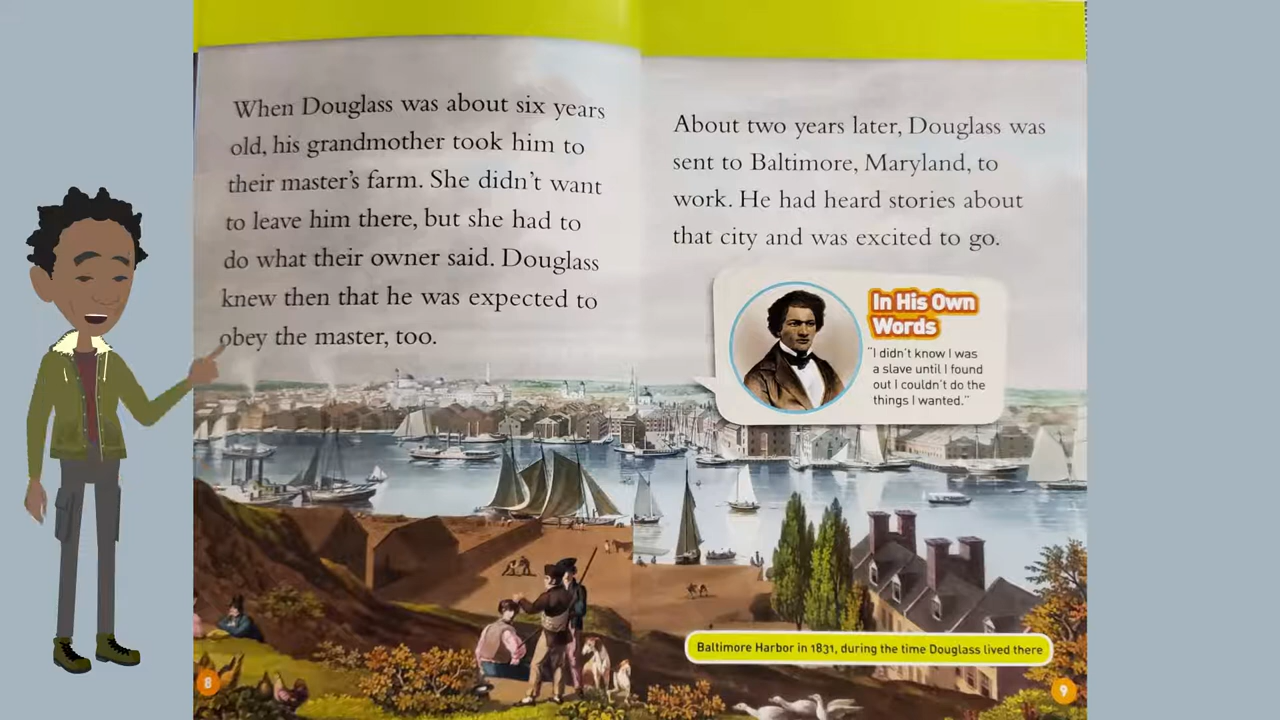 When Douglass was about six years
old, his grandmother took him to
their master's farm. She didn't want
to leave him there, but she had to
do what their owner said. Douglass
knew then that he was expected to
obey the master, too.
8
About two years later, Douglass was
sent to Baltimore, Maryland, to
work. He had heard stories about
that city and was excited to go.
In His Own
Words
"I didn't know I was
a slave until I found
out I couldn't do the
things I wanted."
Baltimore Harbor in 1831, during the time Douglass lived there
9